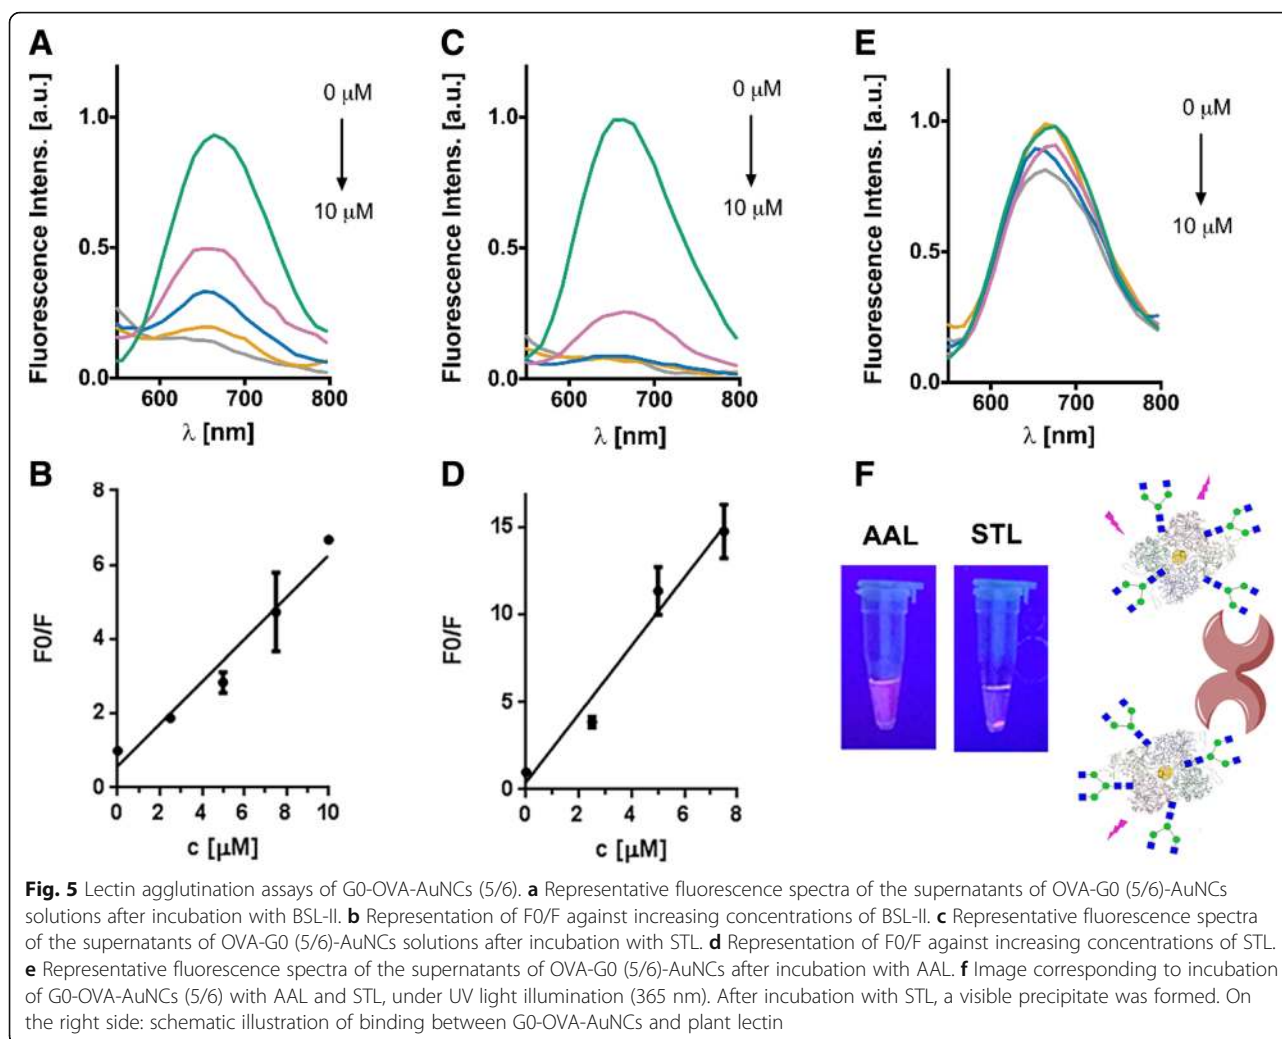 A
Fluorescence Intens. [a.u.]
1.0
0.5
0.0
600 700 800
λ [nm]
0 μM
10 μM
C
Fluorescence Intens. [a.u.]
1.0
0.5
0.0
600 700 800
λ [nm]
0 μM
10 μM
E
Fluorescence Intens. [a.u.]
1.0
0.5
0.0
600 700 800
λ [nm]
0 μM
10 μM
B
F0/F
8
6
4
2
0
0 2 4 6 8 10
c [μM]
D
F0/F
15
10
5
0
0 2 4 6 8
c [μM]
F
AAL STL
Fig. 5 Lectin agglutination assays of G0-OVA-AuNCs (5/6). a Representative fluorescence spectra of the supernatants of OVA-G0 (5/6)-AuNCs
solutions after incubation with BSL-II. b Representation of F0/F against increasing concentrations of BSL-II. c Representative fluorescence spectra
of the supernatants of OVA-G0 (5/6)-AuNCs solutions after incubation with STL. d Representation of F0/F against increasing concentrations of STL.
e Representative fluorescence spectra of the supernatants of OVA-G0 (5/6)-AuNCs after incubation with AAL. f Image corresponding to incubation
of G0-OVA-AuNCs (5/6) with AAL and STL, under UV light illumination (365 nm). After incubation with STL, a visible precipitate was formed. On
the right side: schematic illustration of binding between G0-OVA-AuNCs and plant lectin